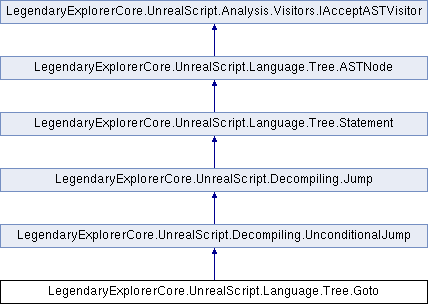 LegendaryExplorerCore.UnrealScript.Analysis.Visitors.IAcceptASTVisitor
LegendaryExplorerCore.UnrealScript.Language.Tree.ASTNode
LegendaryExplorerCore.UnrealScript.Language.Tree.Statement
LegendaryExplorerCore.UnrealScript.Decompiling.Jump
LegendaryExplorerCore.UnrealScript.Decompiling.UnconditionalJump
LegendaryExplorerCore.UnrealScript.Language.Tree.Goto